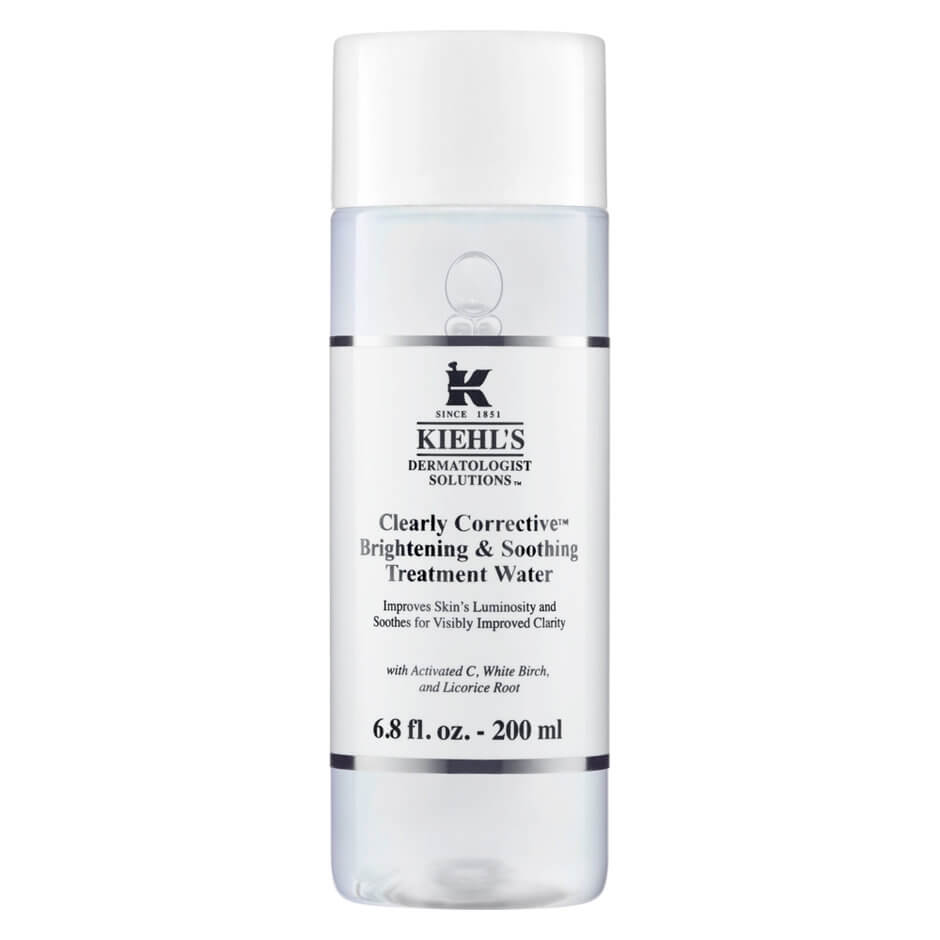 K
SINCE 1851
KIEHL'S
DERMATOLOGIST
SOLUTIONS™
Clearly Corrective™
Brightening & Soothing
Treatment Water
Improves Skin's Luminosity and
Soothes for Visibly Improved Clarity
with Activated C, White Birch,
and Licorice Root
6.8 fl. oz. - 200 ml